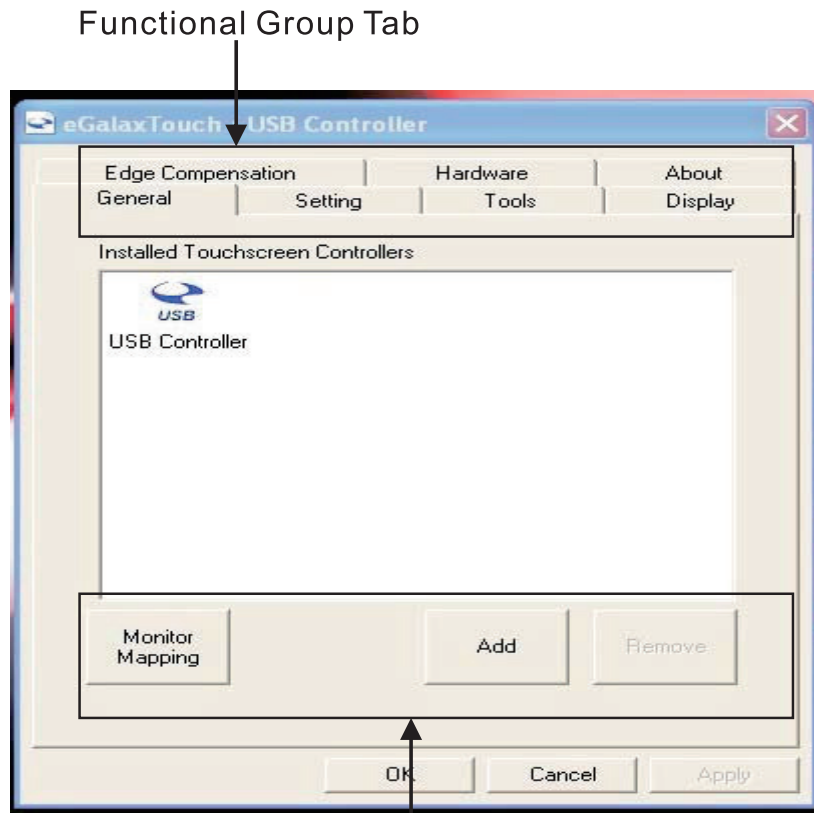 Functional Group Tab
eGalaxTouch : USB Controller
Edge Compensation Hardware About
General Setting Tools Display
Installed Touchscreen Controllers
USB
USB Controller
Monitor
Mapping
Add Remove
OK Cancel Apply